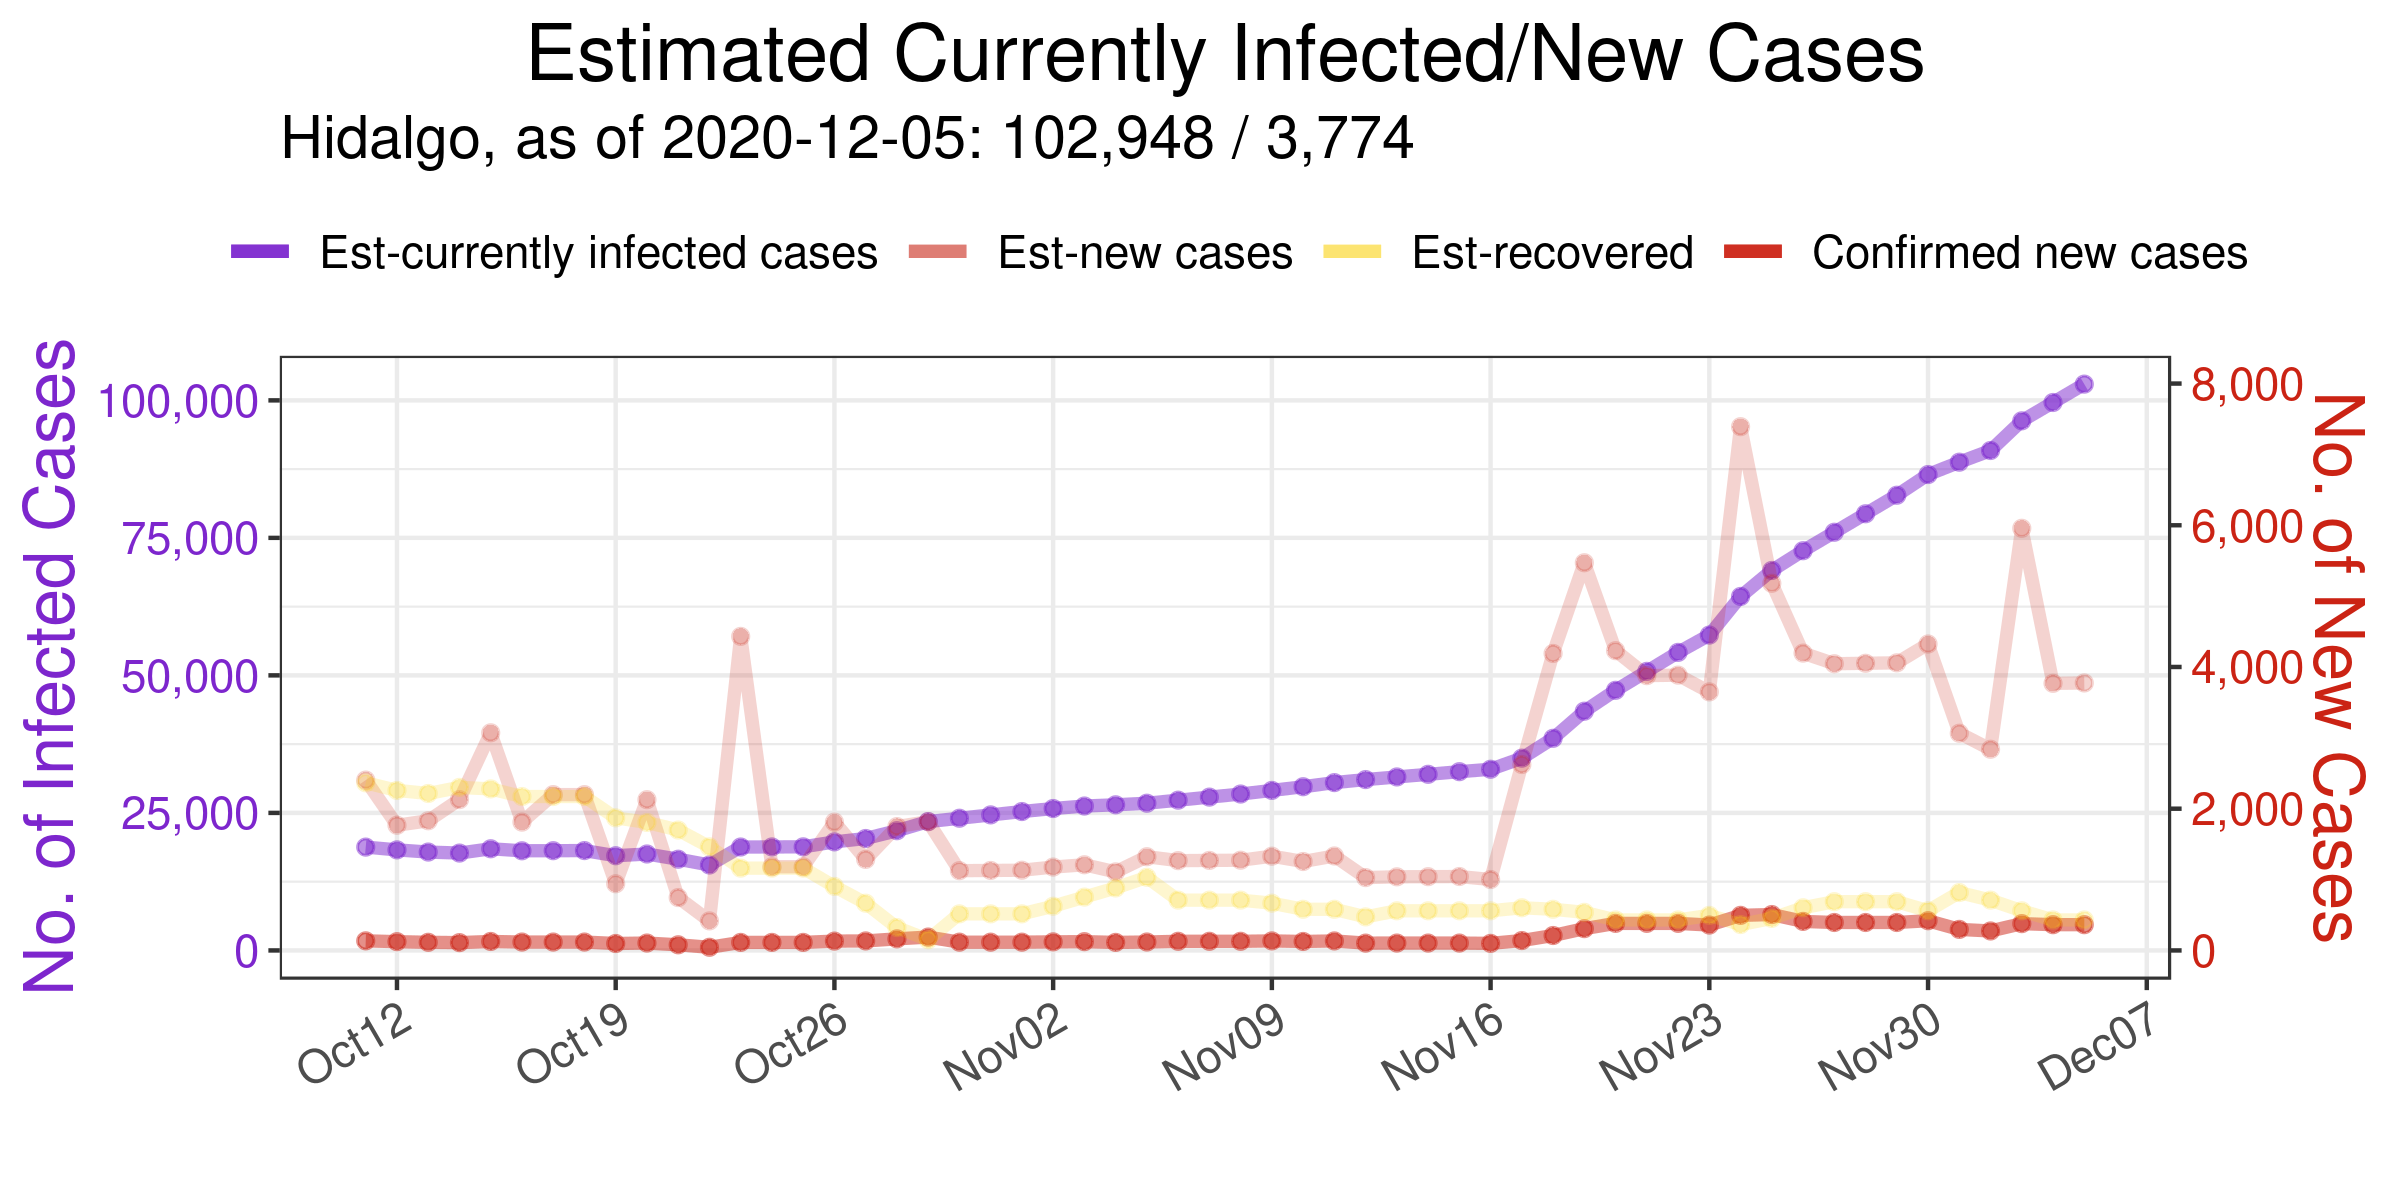 Estimated Currently Infected/New Cases
Hidalgo, as of 2020-12-05: 102,948 / 3,774
Est-currently infected cases Est-new cases Est-recovered Confirmed new cases
No. of Infected Cases
100,000
75,000
50,000
25,000
0
8,000
6,000
4,000
2,000
0
No. of New Cases
Oct12 Oct19 Oct26 Nov02 Nov09 Nov16 Nov23 Nov30 Dec07